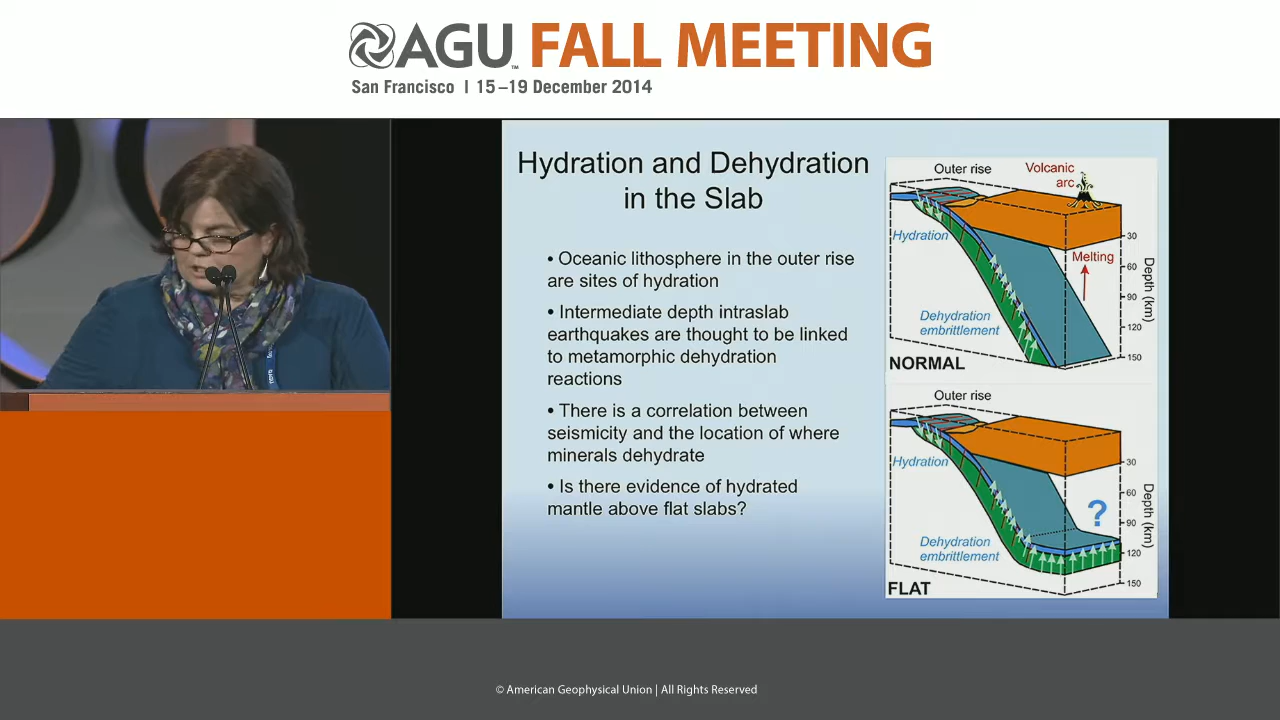 AGU™ FALL MEETING
San Francisco | 15–19 December 2014
Hydration and Dehydration
in the Slab
• Oceanic lithosphere in the outer rise
are sites of hydration
• Intermediate depth intraslab
earthquakes are thought to be linked
to metamorphic dehydration
reactions
• There is a correlation between
seismicity and the location of where
minerals dehydrate
• Is there evidence of hydrated
mantle above flat slabs?
Outer rise
Volcanic
arc
Hydration
Melting
Dehydration
embrittlement
NORMAL
30
60
90
120
150
Depth (km)
Outer rise
Hydration
?
Dehydration
embrittlement
FLAT
30
60
90
120
150
Depth (km)
© American Geophysical Union | All Rights Reserved